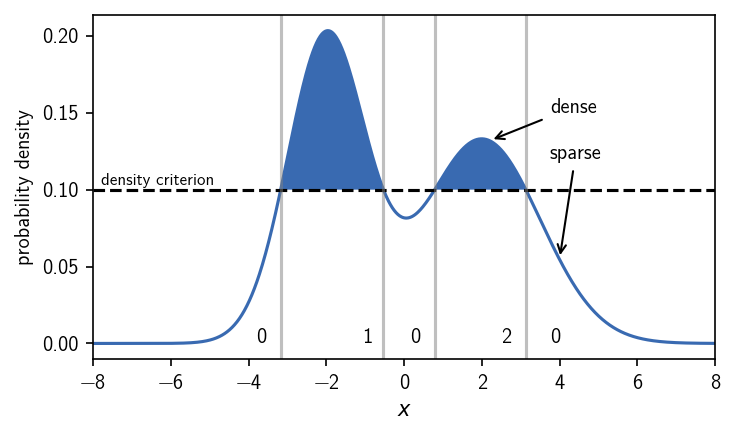 0.20
0.15
0.10
0.05
0.00
probability density
dense
sparse
density criterion
0 1 0 2 0
−8 −6 −4 −2 0 2 4 6 8
x